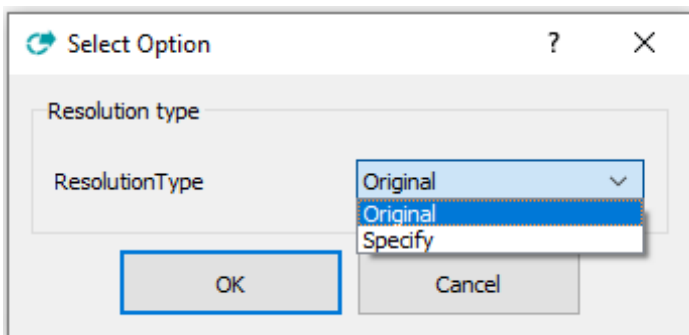 Select Option ? ✕
Resolution type
ResolutionType Original
Original
Specify
OK Cancel